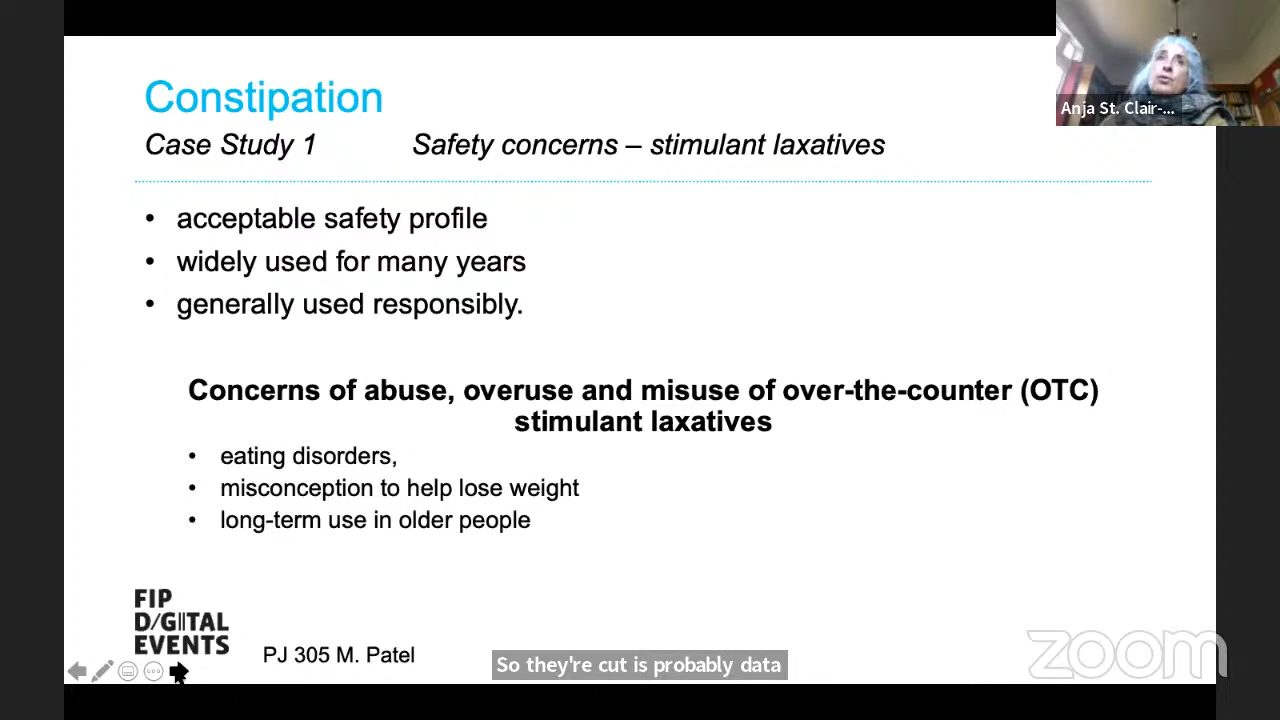 Constipation
Case Study 1 Safety concerns – stimulant laxatives
• acceptable safety profile
• widely used for many years
• generally used responsibly.
Concerns of abuse, overuse and misuse of over-the-counter (OTC)
stimulant laxatives
• eating disorders,
• misconception to help lose weight
• long-term use in older people
FIP
D/GITAL
EVENTS
PJ 305 M. Patel
So they're cut is probably data
zoom
Anja St. Clair-...